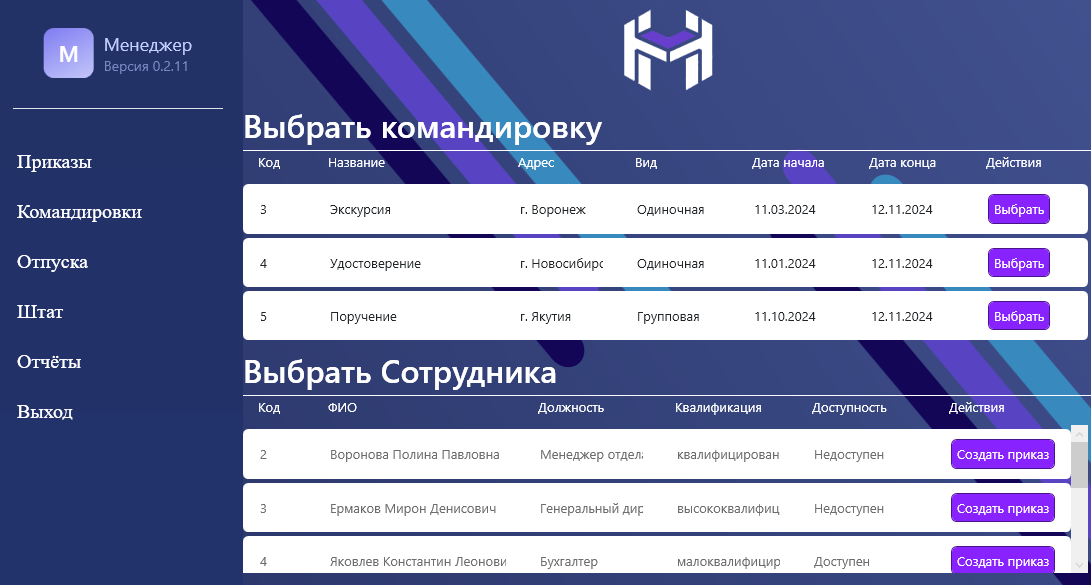 М
Менеджер
Версия 0.2.11
Приказы
Командировки
Отпуска
Штат
Отчёты
Выход
Выбрать командировку
Код Название Адрес Вид Дата начала Дата конца Действия
3 Экскурсия г. Воронеж Одиночная 11.03.2024 12.11.2024 Выбрать
4 Удостоверение г. Новосибирс Одиночная 11.01.2024 12.11.2024 Выбрать
5 Поручение г. Якутия Групповая 11.10.2024 12.11.2024 Выбрать
Выбрать Сотрудника
Код ФИО Должность Квалификация Доступность Действия
2 Воронова Полина Павловна Менеджер отдела квалифицирован Недоступен Создать приказ
3 Ермаков Мирон Денисович Генеральный дир высококвалифиц Недоступен Создать приказ
4 Яковлев Константин Леонови Бухгалтер малоквалифицир Доступен Создать приказ